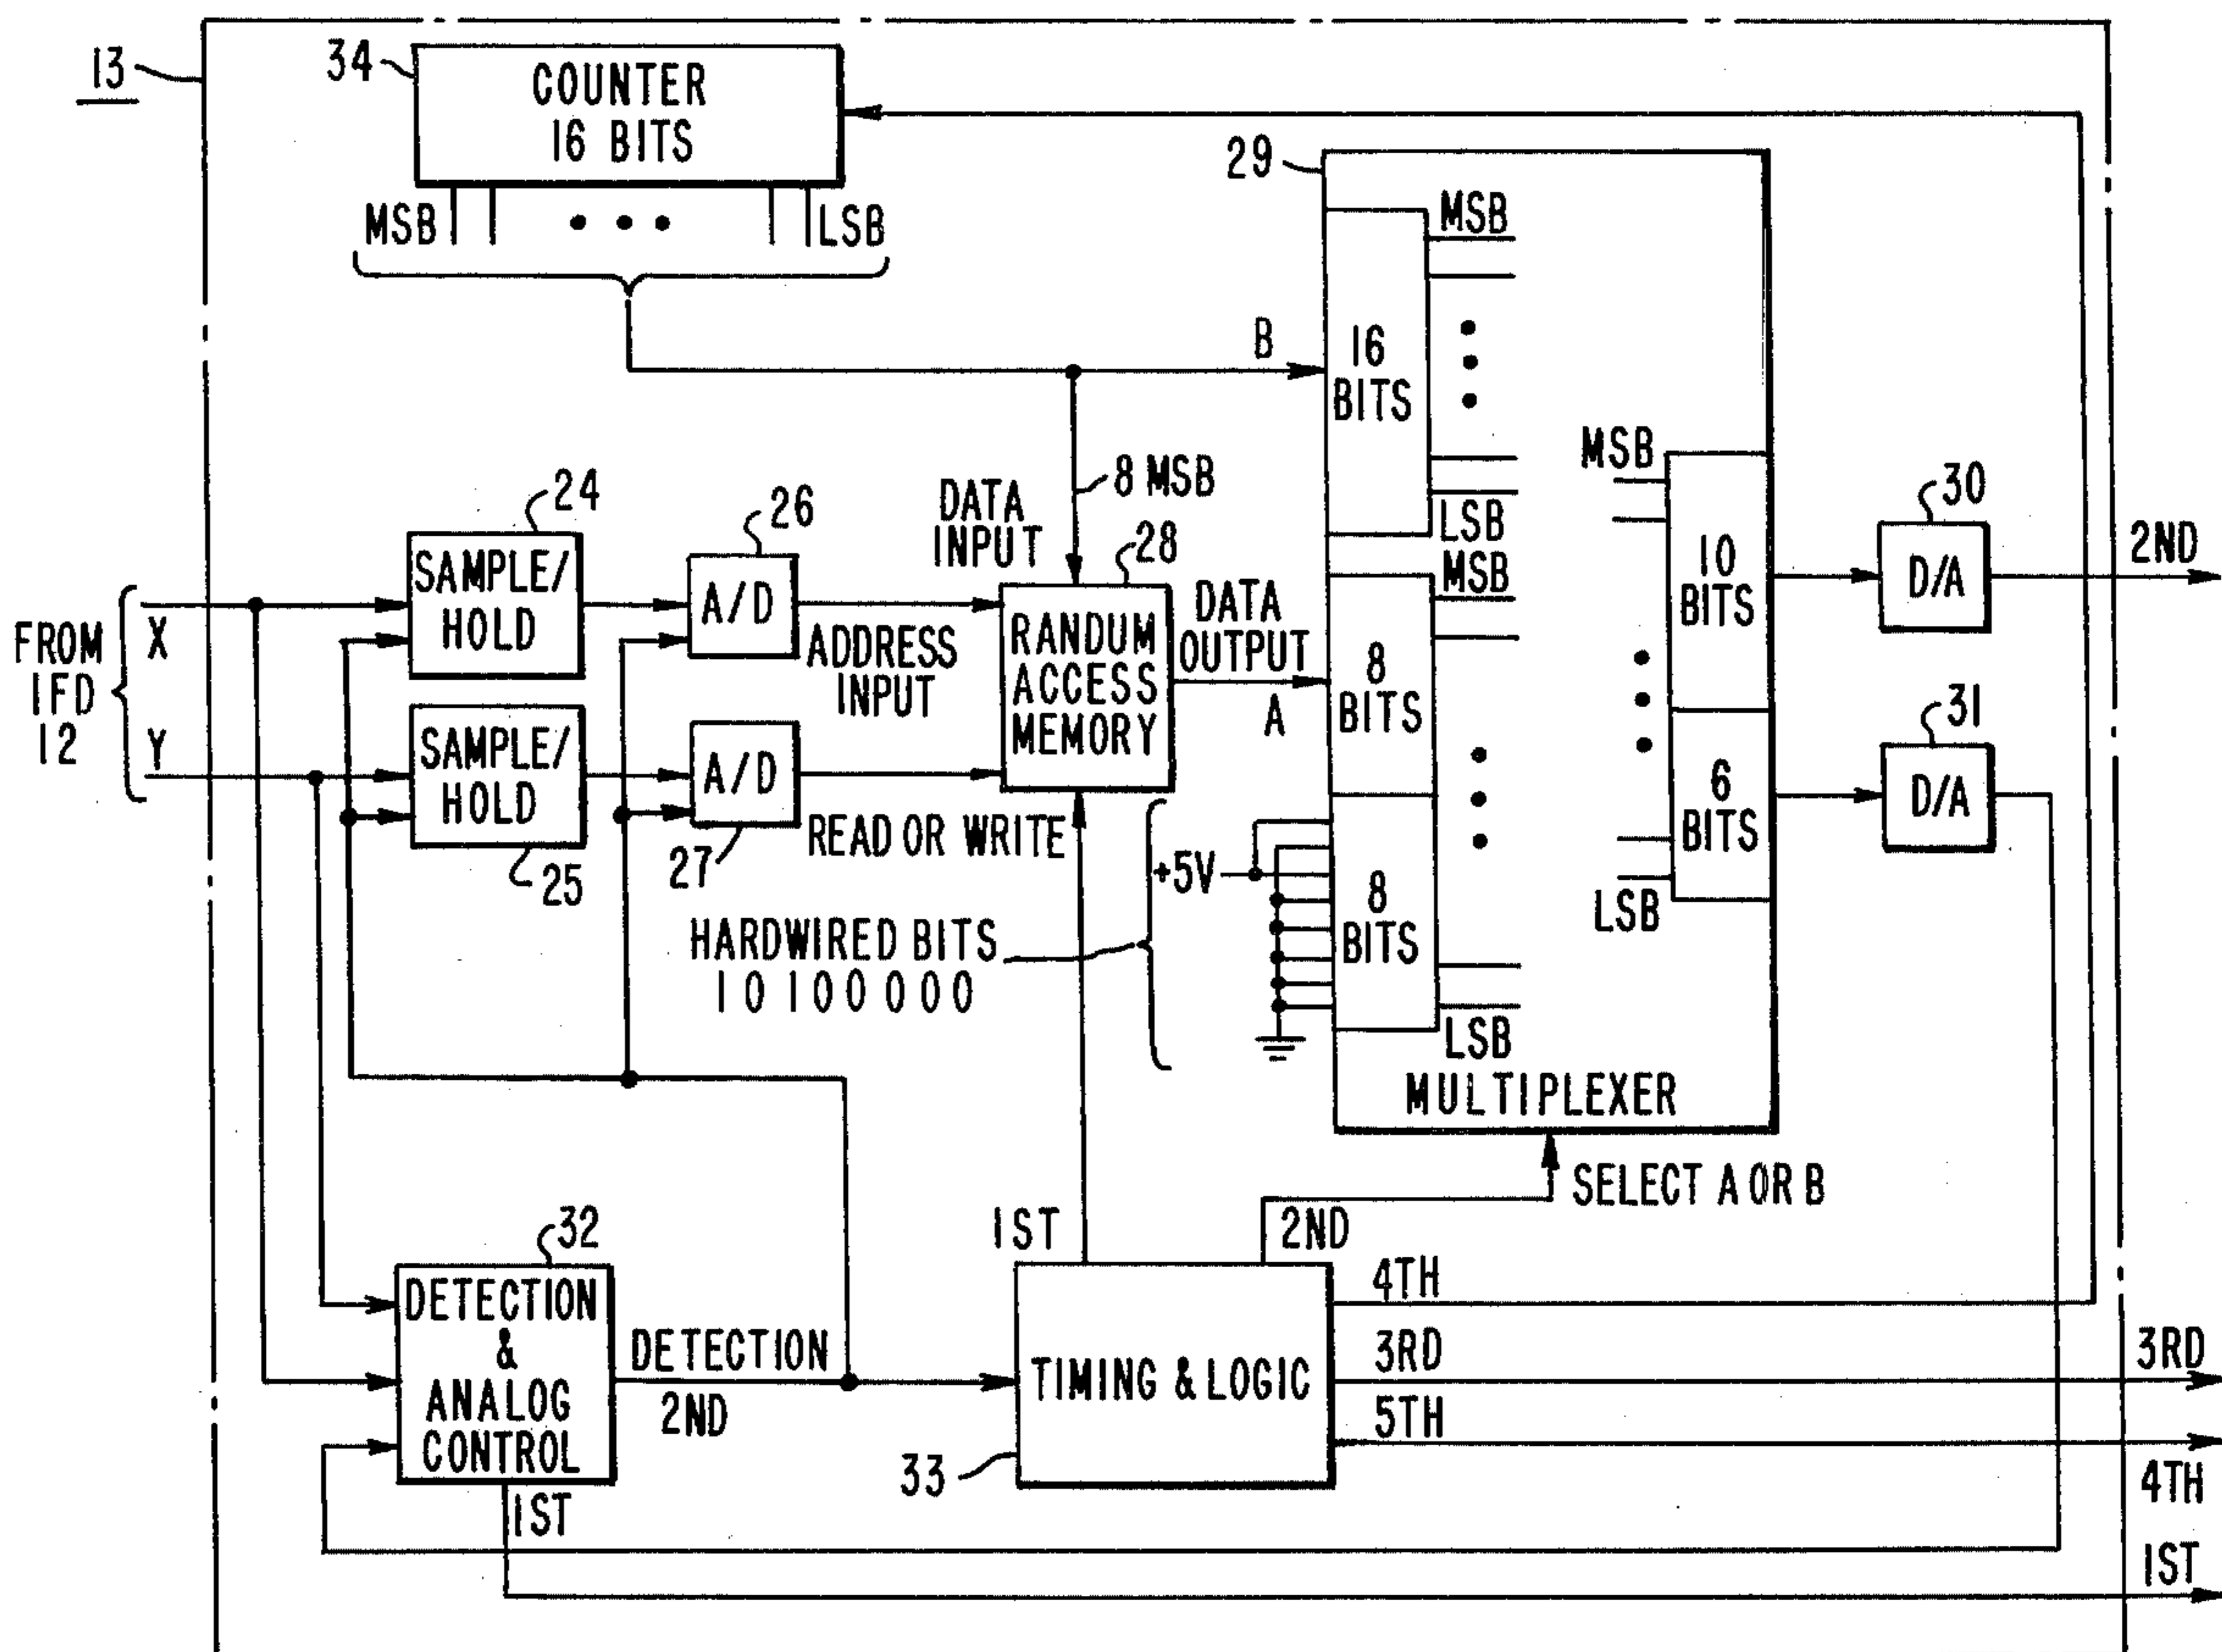 13
34
COUNTER
16 BITS
MSB
LSB
29
MSB
B
16
BITS
LSB
8 MSB
DATA
INPUT
24
SAMPLE/
HOLD
26
A/D
28
MSB
MSB
10
BITS
30
D/A
2ND
FROM
IFD
12
X
Y
ADDRESS
INPUT
RANDUM
ACCESS
MEMORY
DATA
OUTPUT
A
8
BITS
SAMPLE/
HOLD
25
A/D
27
READ OR WRITE
+5V
8
BITS
6
BITS
LSB
31
D/A
HARDWIRED BITS
10100000
LSB
MULTIPLEXER
SELECT A OR B
1ST
2ND
32
DETECTION
&
ANALOG
CONTROL
DETECTION
2ND
1ST
TIMING & LOGIC
33
4TH
3RD
5TH
3RD
4TH
1ST